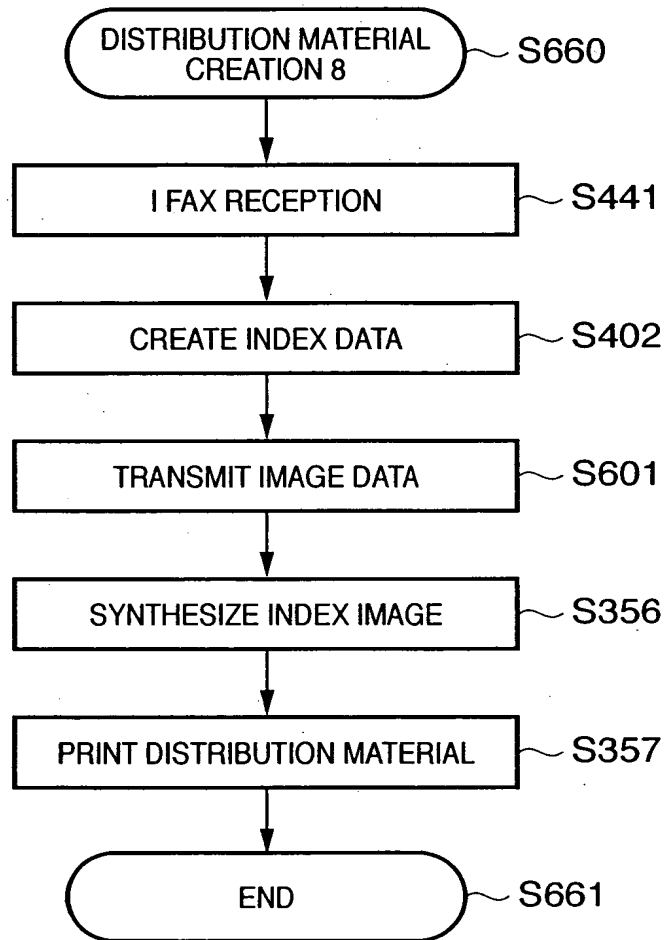 DISTRIBUTION MATERIAL
CREATION 8
S660
I FAX RECEPTION
S441
CREATE INDEX DATA
S402
TRANSMIT IMAGE DATA
S601
SYNTHESIZE INDEX IMAGE
S356
PRINT DISTRIBUTION MATERIAL
S357
END
S661